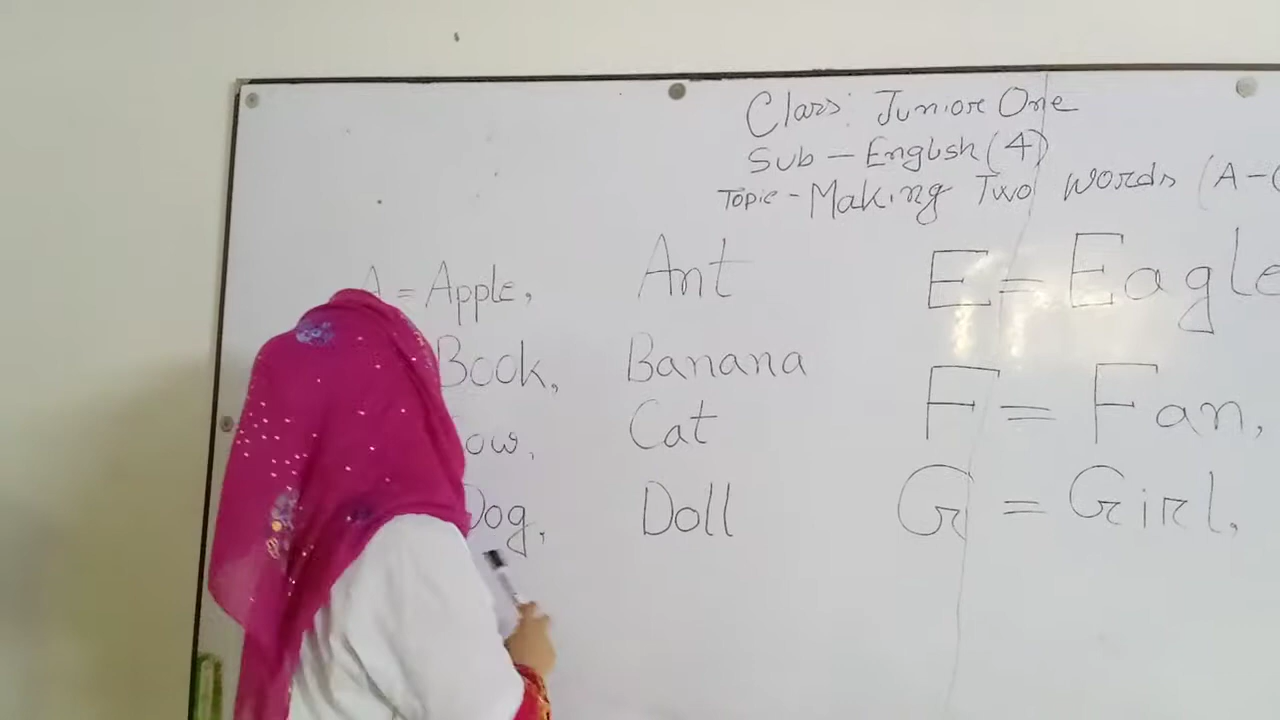 Class: Junior One
Sub - English (4)
Topic - Making Two words (A-
A = Apple, Ant
Book, Banana
ow, Cat
Dog, Doll
E = Eagle
F = Fan,
G = Girl,